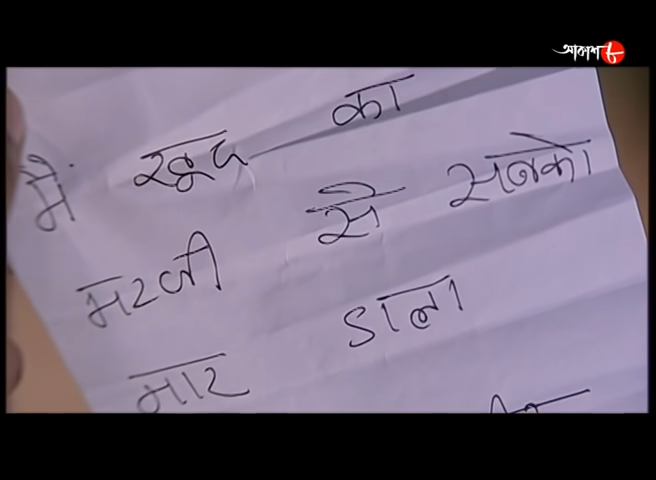 আকাশ ৮
मैं खुद का
मरजी से सबको
मार डाला